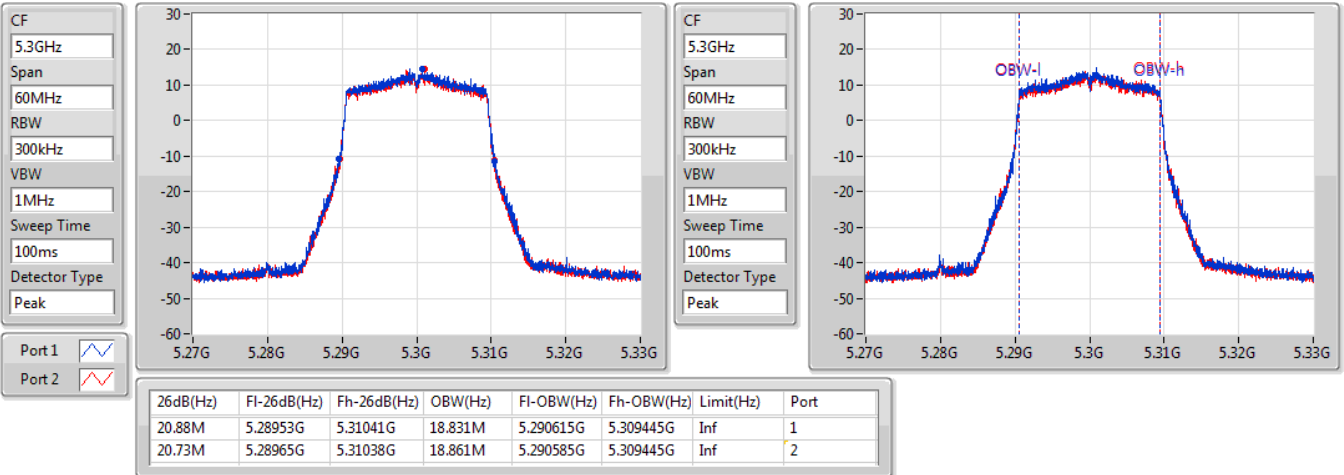 CF
5.3GHz
Span
60MHz
RBW
300kHz
VBW
1MHz
Sweep Time
100ms
Detector Type
Peak
Port 1
Port 2
30
20
10
0
-10
-20
-30
-40
-50
-60
5.27G 5.28G 5.29G 5.3G 5.31G 5.32G 5.33G
CF
5.3GHz
Span
60MHz
RBW
300kHz
VBW
1MHz
Sweep Time
100ms
Detector Type
Peak
30
20
10
0
-10
-20
-30
-40
-50
-60
OBW-l OBW-h
5.27G 5.28G 5.29G 5.3G 5.31G 5.32G 5.33G
26dB(Hz) Fl-26dB(Hz) Fh-26dB(Hz) OBW(Hz) Fl-OBW(Hz) Fh-OBW(Hz) Limit(Hz) Port
20.88M 5.28953G 5.31041G 18.831M 5.290615G 5.309445G Inf 1
20.73M 5.28965G 5.31038G 18.861M 5.290585G 5.309445G Inf 2